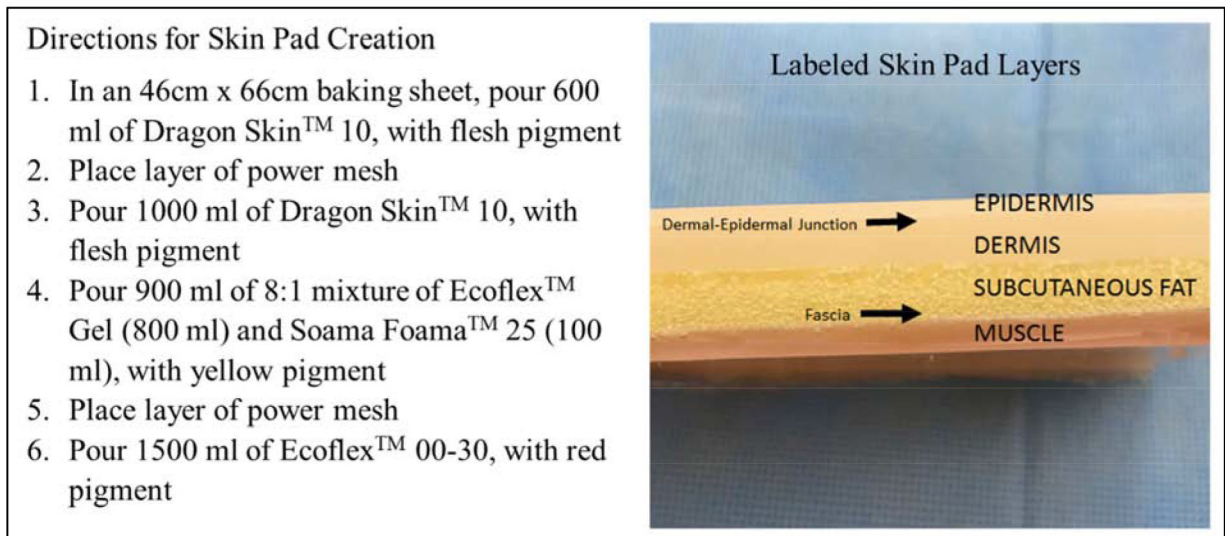 Directions for Skin Pad Creation
1. In an 46cm x 66cm baking sheet, pour 600
ml of Dragon Skin™ 10, with flesh pigment
2. Place layer of power mesh
3. Pour 1000 ml of Dragon Skin™ 10, with
flesh pigment
4. Pour 900 ml of 8:1 mixture of Ecoflex™
Gel (800 ml) and Soama Foama™ 25 (100
ml), with yellow pigment
5. Place layer of power mesh
6. Pour 1500 ml of Ecoflex™ 00-30, with red
pigment
Labeled Skin Pad Layers
EPIDERMIS
Dermal-Epidermal Junction
DERMIS
SUBCUTANEOUS FAT
Fascia
MUSCLE